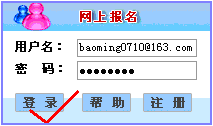 网上报名
用户名： baoming0710@163.com
密 码： ●●●●●●●●
登 录 帮 助 注 册